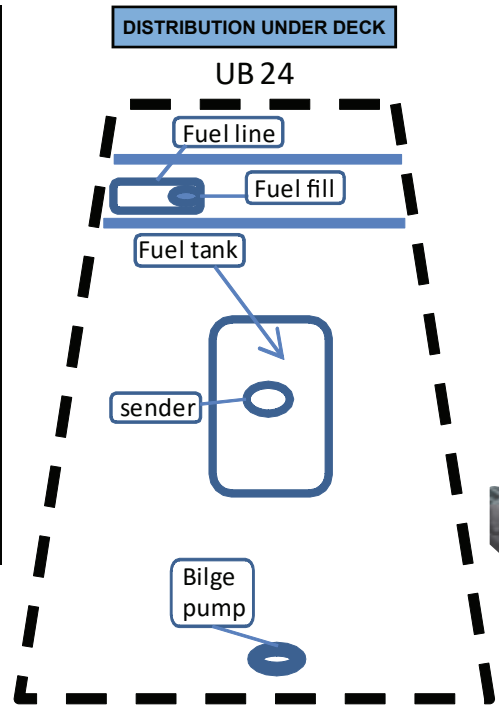 DISTRIBUTION UNDER DECK
UB 24
Fuel line
Fuel fill
Fuel tank
sender
Bilge
pump